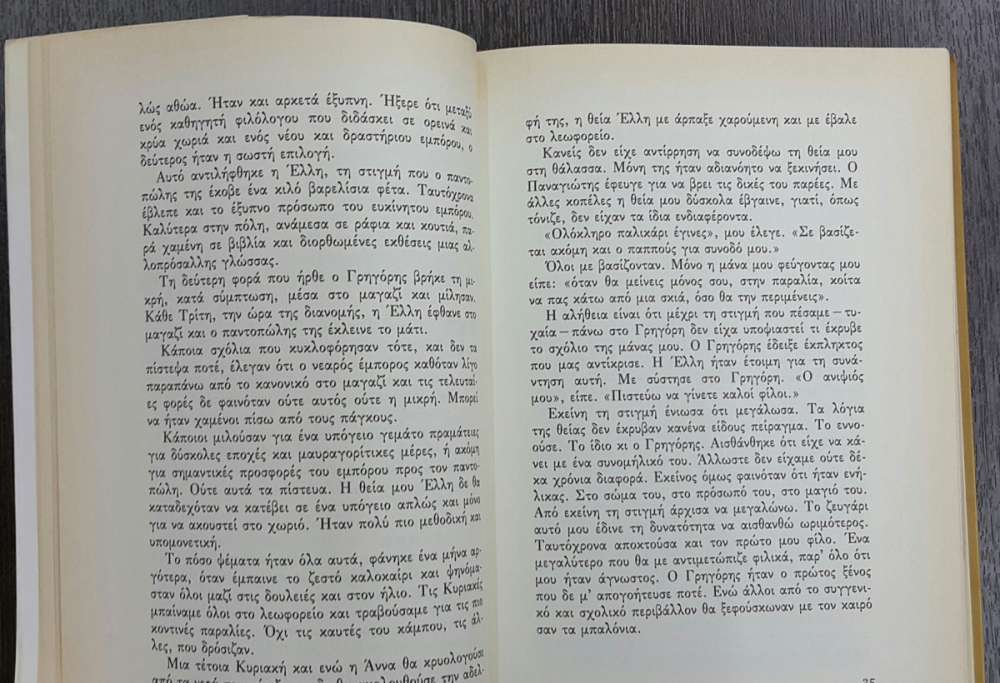 λώς αθώα. Ήταν και αρκετά έξυπνη. Ήξερε ότι μεταξύ
ενός καθηγητή φιλόλογου που διδάσκει σε ορεινά και
κρύα χωριά και ενός νέου και δραστήριου εμπόρου, ο
δεύτερος ήταν η σωστή επιλογή.
Αυτό αντιλήφθηκε η Έλλη, τη στιγμή που ο παντο-
πώλης της έκοβε ένα κιλό βαρελίσια φέτα. Ταυτόχρονα
έβλεπε και το έξυπνο πρόσωπο του ευκίνητου εμπόρου.
Καλύτερα στην πόλη, ανάμεσα σε ράφια και κουτιά, πα-
ρά χαμένη σε βιβλία και διορθωμένες εκθέσεις μιας αλ-
λοπρόσαλλης γλώσσας.
Τη δεύτερη φορά που ήρθε ο Γρηγόρης βρήκε τη μι-
κρή, κατά σύμπτωση, μέσα στο μαγαζί και μίλησαν.
Κάθε Τρίτη, την ώρα της διανομής, η Έλλη έφθανε στο
μαγαζί και ο παντοπώλης της έκλεινε το μάτι.
Κάποια σχόλια που κυκλοφόρησαν τότε, και δεν τα
πίστεψα ποτέ, έλεγαν ότι ο νεαρός έμπορος καθόταν λίγο
παραπάνω από το κανονικό στο μαγαζί και τις τελευταί-
ες φορές δε φαινόταν ούτε αυτός ούτε η μικρή. Μπορεί
να ήταν χαμένοι πίσω από τους πάγκους.
Κάποιοι μιλούσαν για ένα υπόγειο γεμάτο πραμάτειες
για δύσκολες εποχές και μαυραγορίτικες μέρες, ή ακόμη
για σημαντικές προσφορές του εμπόρου προς τον παντο-
πώλη. Ούτε αυτά τα πίστευα. Η θεία μου Έλλη δε θα
καταδεχόταν να κατέβει σε ένα υπόγειο απλώς και μόνο
για να ακουστεί στο χωριό. Ήταν πολύ πιο μεθοδική και
υπομονετική.
Το πόσο ψέματα ήταν όλα αυτά, φάνηκε ένα μήνα αρ-
γότερα, όταν έμπαινε το ζεστό καλοκαίρι και ψηνόμα-
σταν όλοι μαζί στις δουλειές και στον ήλιο. Τις Κυριακές
μπαίναμε όλοι στο λεωφορείο και τραβούσαμε για τις πιο
κοντινές παραλίες. Όχι τις καυτές του κάμπου, τις άλ-
λες, που δρόσιζαν.
Μια τέτοια Κυριακή και ενώ η Άννα θα κρυολογούσε
φή της, η θεία Έλλη με άρπαξε χαρούμενη και με έβαλε
στο λεωφορείο.
Κανείς δεν είχε αντίρρηση να συνοδέψω τη θεία μου
στη θάλασσα. Μόνη της ήταν αδιανόητο να ξεκινήσει. Ο
Παναγιώτης έφευγε για να βρει τις δικές του παρέες. Με
άλλες κοπέλες η θεία μου δύσκολα έβγαινε, γιατί, όπως
τόνιζε, δεν είχαν τα ίδια ενδιαφέροντα.
«Ολόκληρο παλικάρι έγινες», μου έλεγε. «Σε βασίζε-
ται ακόμη και ο παππούς για συνοδό μου.»
Όλοι με βασίζονταν. Μόνο η μάνα μου φεύγοντας μου
είπε: «όταν θα μείνεις μόνος σου, στην παραλία, κοίτα
να πας κάτω από μια σκιά, όσο θα την περιμένεις».
Η αλήθεια είναι ότι μέχρι τη στιγμή που πέσαμε — τυ-
χαία — πάνω στο Γρηγόρη δεν είχα υποψιαστεί τι έκρυβε
το σχόλιο της μάνας μου. Ο Γρηγόρης έδειξε έκπληκτος
που μας αντίκρισε. Η Έλλη ήταν έτοιμη για τη συνά-
ντηση αυτή. Με σύστησε στο Γρηγόρη. «Ο ανιψιός
μου», είπε. «Πιστεύω να γίνετε καλοί φίλοι.»
Εκείνη τη στιγμή ένιωσα ότι μεγάλωσα. Τα λόγια
της θείας δεν έκρυβαν κανένα είδους πείραγμα. Το εννο-
ούσε. Το ίδιο κι ο Γρηγόρης. Αισθάνθηκε ότι είχε να κά-
νει με ένα συνομήλικό του. Άλλωστε δεν είχαμε ούτε δέ-
κα χρόνια διαφορά. Εκείνος όμως φαινόταν ότι ήταν ενή-
λικας. Στο σώμα του, στο πρόσωπό του, στο μαγιό του.
Από εκείνη τη στιγμή άρχισα να μεγαλώνω. Το ζευγάρι
αυτό μου έδινε τη δυνατότητα να αισθανθώ ωριμότερος.
Ταυτόχρονα αποκτούσα και τον πρώτο μου φίλο. Ένα
μεγαλύτερο που θα με αντιμετώπιζε φιλικά, παρ' όλο ότι
μου ήταν άγνωστος. Ο Γρηγόρης ήταν ο πρώτος ξένος
που δε μ' απογοήτευσε ποτέ. Ενώ άλλοι από το συγγενι-
κό και σχολικό περιβάλλον θα ξεφούσκωναν με τον καιρό
σαν τα μπαλόνια.